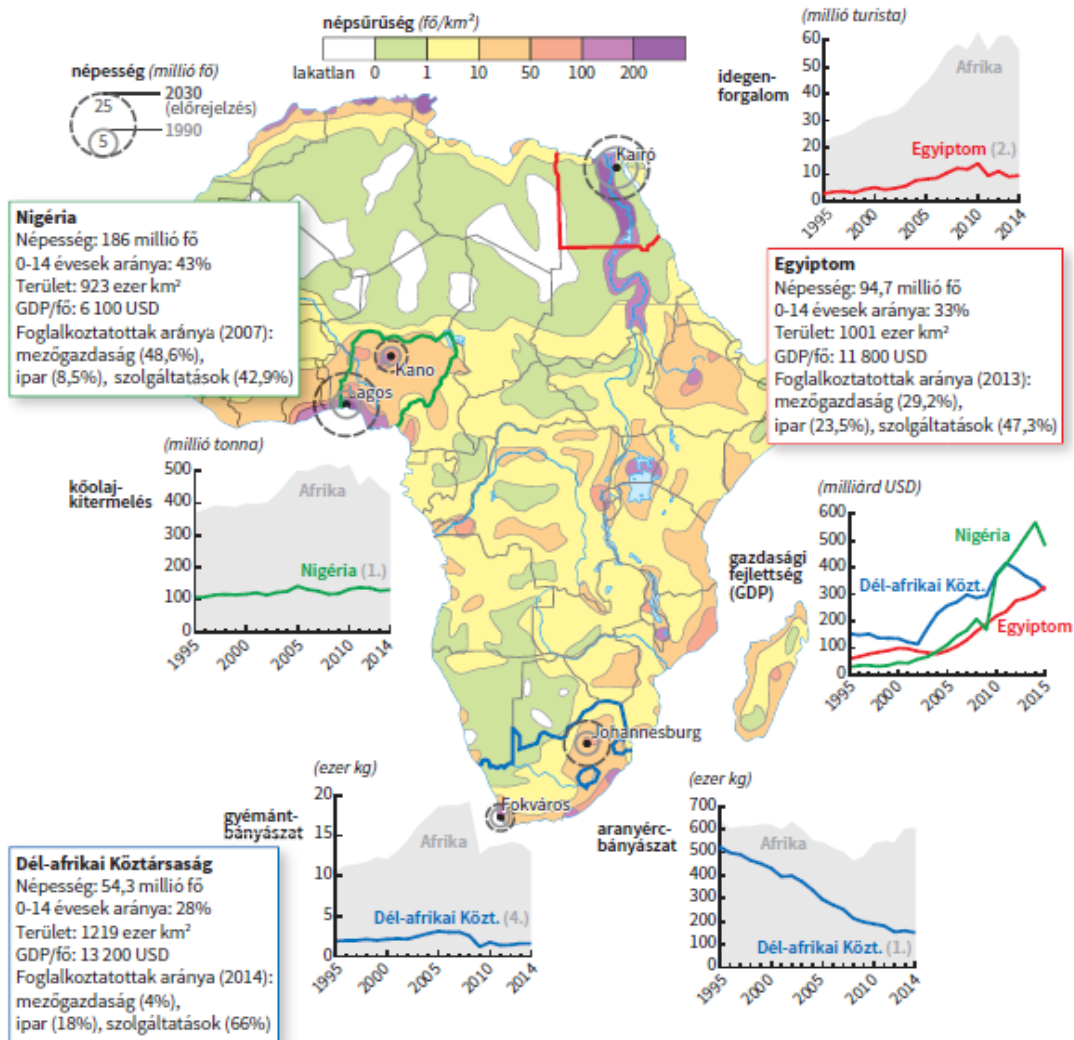 népsűrűség (fő/km²)
lakatlan 0 1 10 50 100 200
népesség (millió fő)
25
2030
(előrejelzés)
5
1990
(millió turista)
idegen-
forgalom
60
50
40
30
20
10
0
Afrika
Egyiptom (2.)
1995 2000 2005 2010 2014
Kairó
Nigéria
Népesség: 186 millió fő
0-14 évesek aránya: 43%
Terület: 923 ezer km²
GDP/fő: 6 100 USD
Foglalkoztatottak aránya (2007):
mezőgazdaság (48,6%),
ipar (8,5%), szolgáltatások (42,9%)
Egyiptom
Népesség: 94,7 millió fő
0-14 évesek aránya: 33%
Terület: 1001 ezer km²
GDP/fő: 11 800 USD
Foglalkoztatottak aránya (2013):
mezőgazdaság (29,2%),
ipar (23,5%), szolgáltatások (47,3%)
Kano
Lagos
(millió tonna)
kőolaj-
kitermelés
500
400
300
200
100
0
Afrika
Nigéria (1.)
1995 2000 2005 2010 2014
(milliárd USD)
gazdasági
fejlettség
(GDP)
600
500
400
300
200
100
0
Nigéria
Dél-afrikai Közt.
Egyiptom
1995 2000 2005 2010 2015
Johannesburg
Fokváros
(ezer kg)
gyémánt-
bányászat
20
15
10
5
0
Afrika
Dél-afrikai Közt. (4.)
1995 2000 2005 2010 2014
(ezer kg)
aranyérc-
bányászat
700
600
500
400
300
200
100
0
Afrika
Dél-afrikai Közt. (1.)
1995 2000 2005 2010 2014
Dél-afrikai Köztársaság
Népesség: 54,3 millió fő
0-14 évesek aránya: 28%
Terület: 1219 ezer km²
GDP/fő: 13 200 USD
Foglalkoztatottak aránya (2014):
mezőgazdaság (4%),
ipar (18%), szolgáltatások (66%)